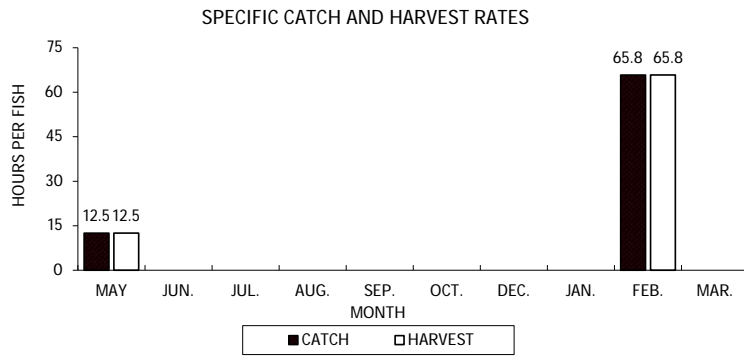 SPECIFIC CATCH AND HARVEST RATES
75
60
45
30
15
0
HOURS PER FISH
12.5 12.5
65.8 65.8
MAY JUN. JUL. AUG. SEP. OCT. DEC. JAN. FEB. MAR.
MONTH
CATCH HARVEST